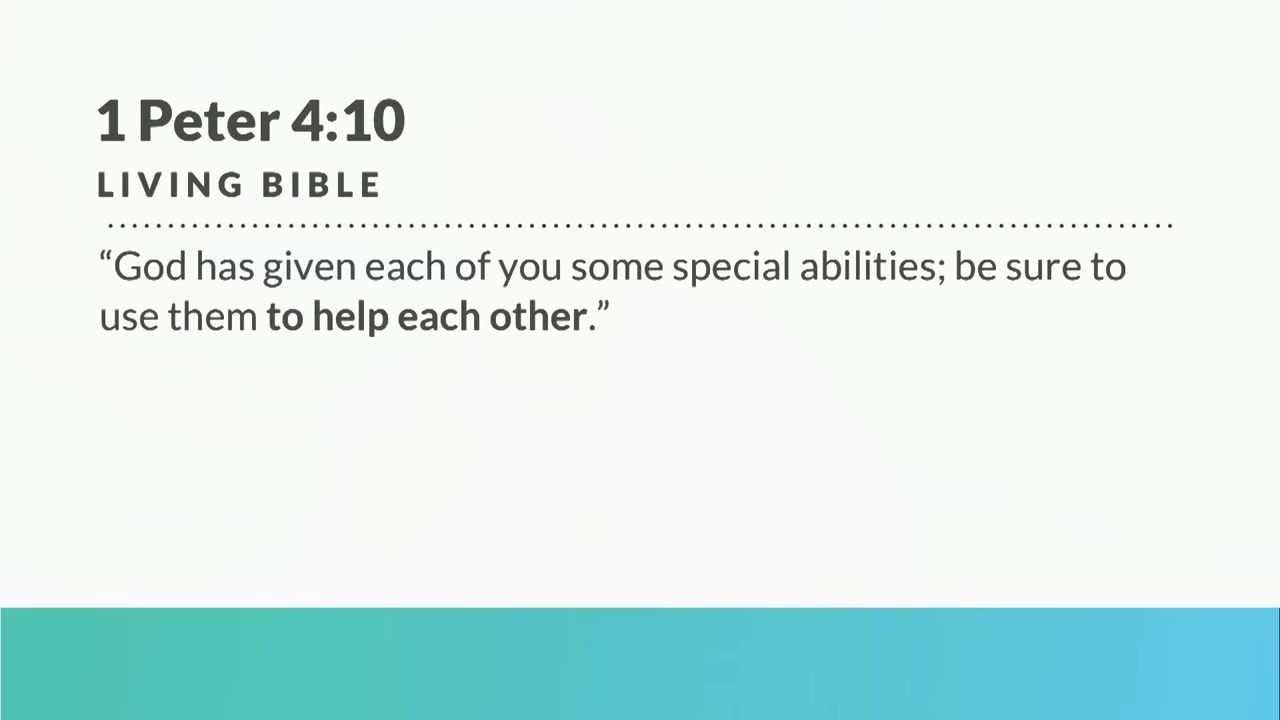 1 Peter 4:10
LIVING BIBLE
“God has given each of you some special abilities; be sure to
use them to help each other.”